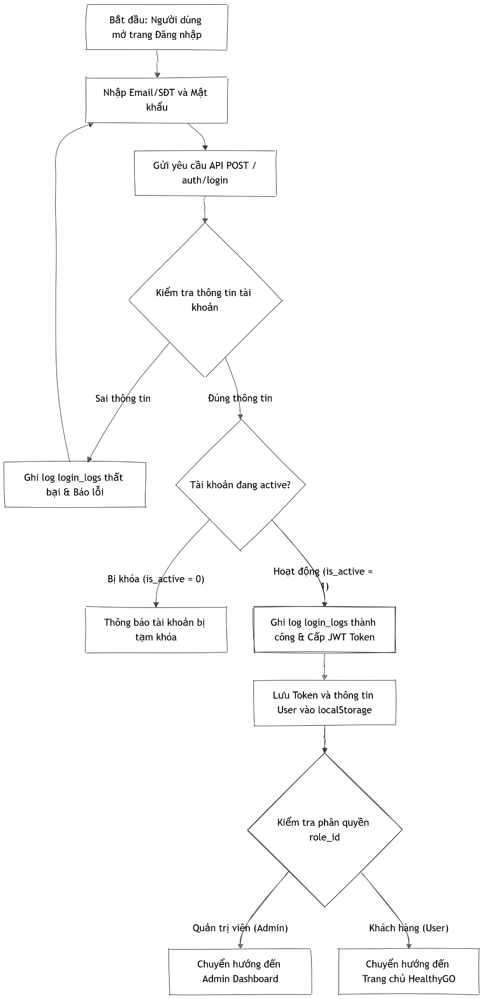 Bắt đầu: Người dùng
mở trang Đăng nhập
Nhập Email/SĐT và Mật
khẩu
Gửi yêu cầu API POST /
auth/login
Kiểm tra thông tin tài
khoản
Sai thông tin
Đúng thông tin
Ghi log login_logs thất
bại & Báo lỗi
Tài khoản đang active?
Bị khóa (is_active = 0)
Hoạt động (is_active =
1)
Thông báo tài khoản bị
tạm khóa
Ghi log login_logs thành
công & Cấp JWT Token
Lưu Token và thông tin
User vào localStorage
Kiểm tra phân quyền
role_id
Quản trị viên (Admin)
Khách hàng (User)
Chuyển hướng đến
Admin Dashboard
Chuyển hướng đến
Trang chủ HealthyGO